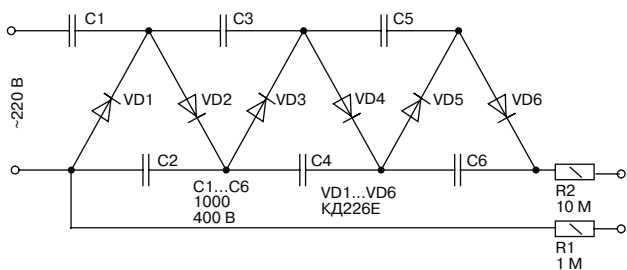 C1
C3
C5
~220 В
VD1
VD2
VD3
VD4
VD5
VD6
C2
C4
C6
C1...C6
1000
400 В
VD1...VD6
КД226Е
R2
10 М
R1
1 М